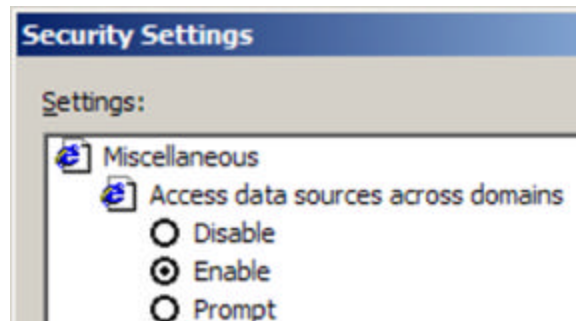 Security Settings
Settings:
Miscellaneous
Access data sources across domains
Disable
Enable
Prompt